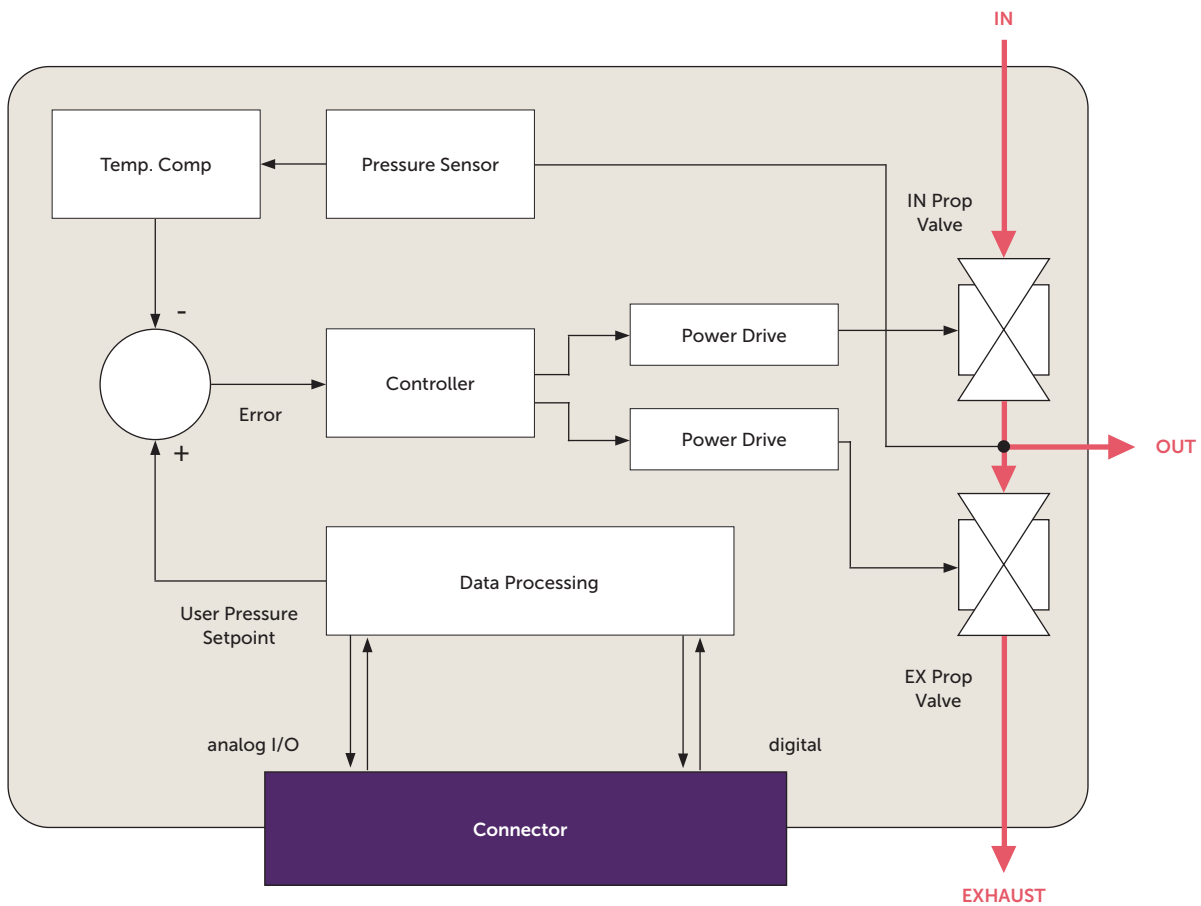 IN
Temp. Comp
Pressure Sensor
IN Prop
Valve
-
Power Drive
Controller
Error
Power Drive
+
OUT
Data Processing
User Pressure
Setpoint
EX Prop
Valve
analog I/O
digital
Connector
EXHAUST